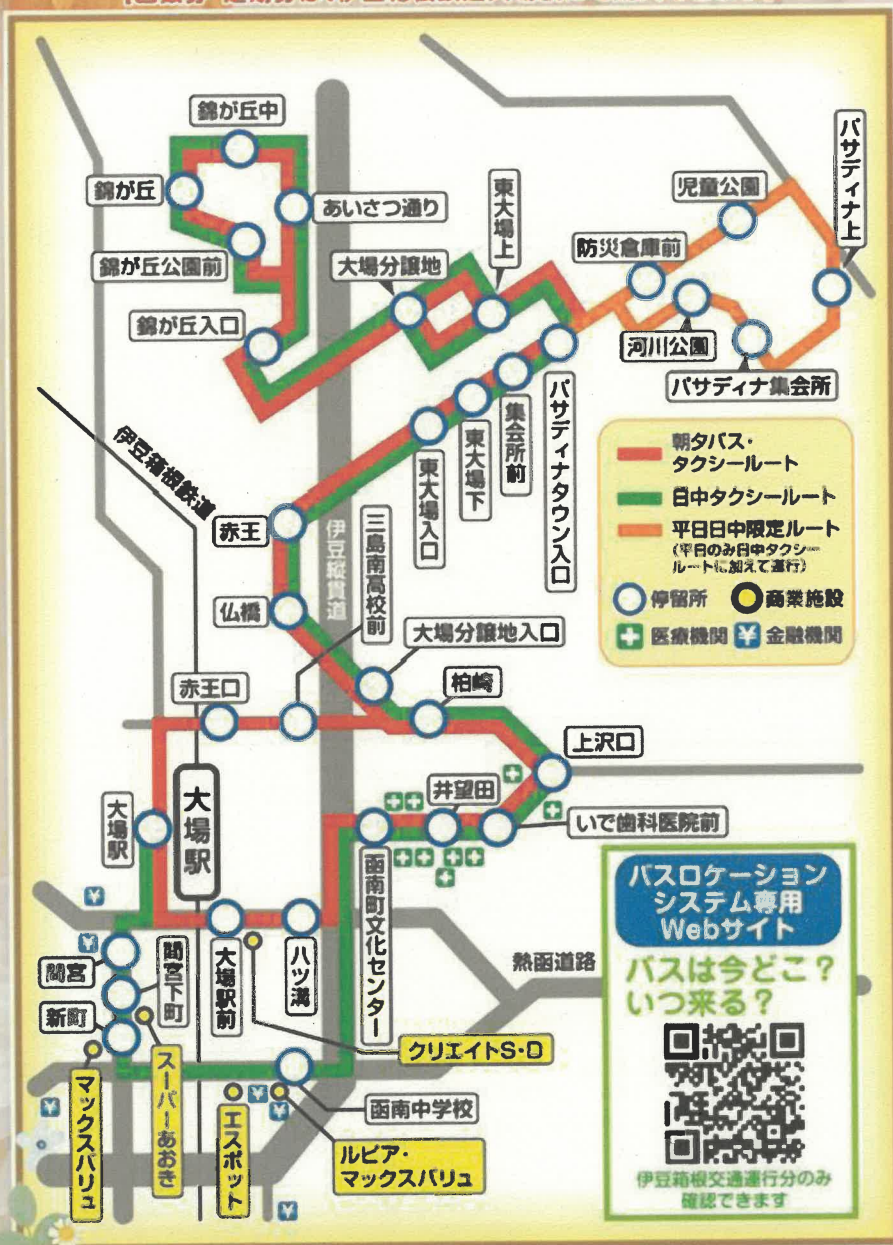 錦が丘中
錦が丘
あいさつ通り
錦が丘公園前
錦が丘入口
大場分譲地
東大場上
児童公園
防災倉庫前
パサディナ上
河川公園
パサディナ集会所
パサディナタウン入口
集会所前
東大場下
東大場入口
伊豆箱根鉄道
赤王
伊豆縦貫道
三島南高校前
仏橋
大場分譲地入口
赤王口
柏崎
上沢口
朝夕バス・
タクシールート
日中タクシールート
平日日中限定ルート
(平日のみ日中タクシー
ルートに加えて運行)
停留所 商業施設
医療機関 ¥ 金融機関
大場駅
大場駅
井望田
いで歯科医院前
函南町文化センター
間宮
間宮下町
新町
大場駅前
八ツ溝
熱函道路
クリエイトS・D
マックスバリュ
スーパーあおき
エスポット
函南中学校
ルピア・
マックスバリュ
¥
¥
¥
¥
¥
¥
バスロケーション
システム専用
Webサイト
バスは今どこ?
いつ来る?
伊豆箱根交通運行分のみ
確認できます